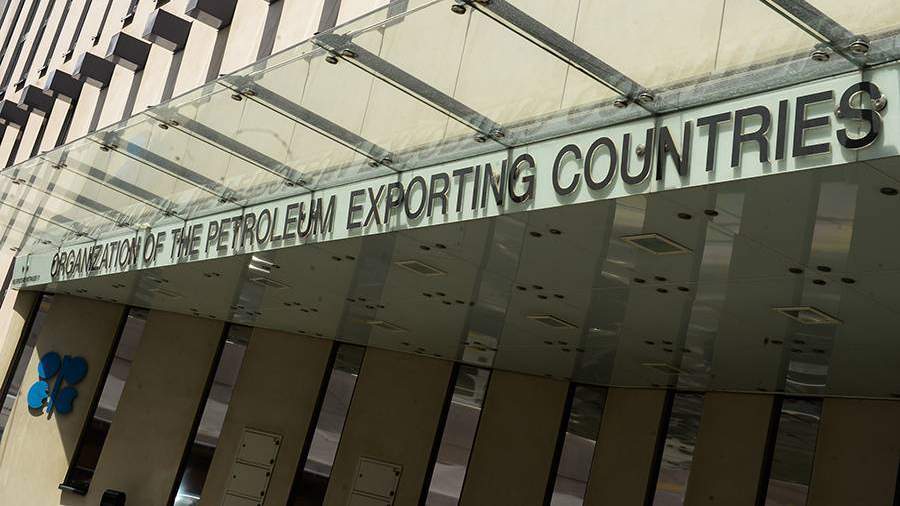 ORGANIZATION OF THE PETROLEUM EXPORTING COUNTRIES